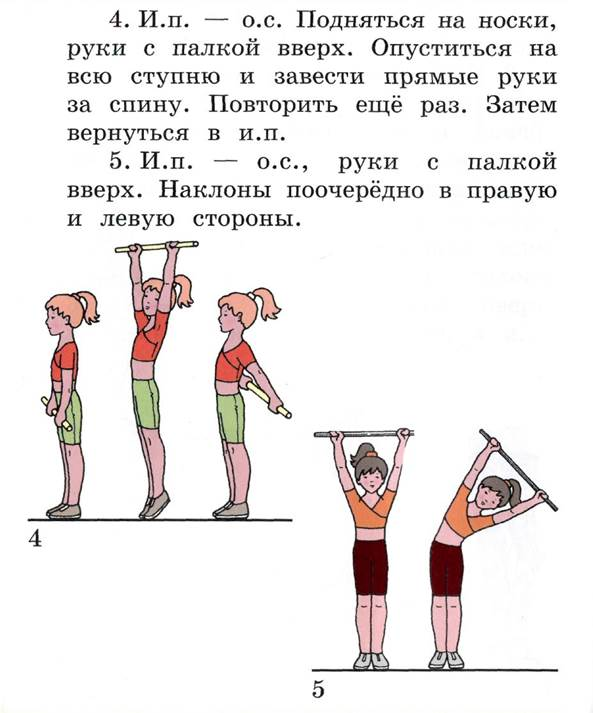 4. И.п. — о.с. Подняться на носки,
руки с палкой вверх. Опуститься на
всю ступню и завести прямые руки
за спину. Повторить ещё раз. Затем
вернуться в и.п.
5. И.п. — о.с., руки с палкой
вверх. Наклоны поочерёдно в правую
и левую стороны.
4
5